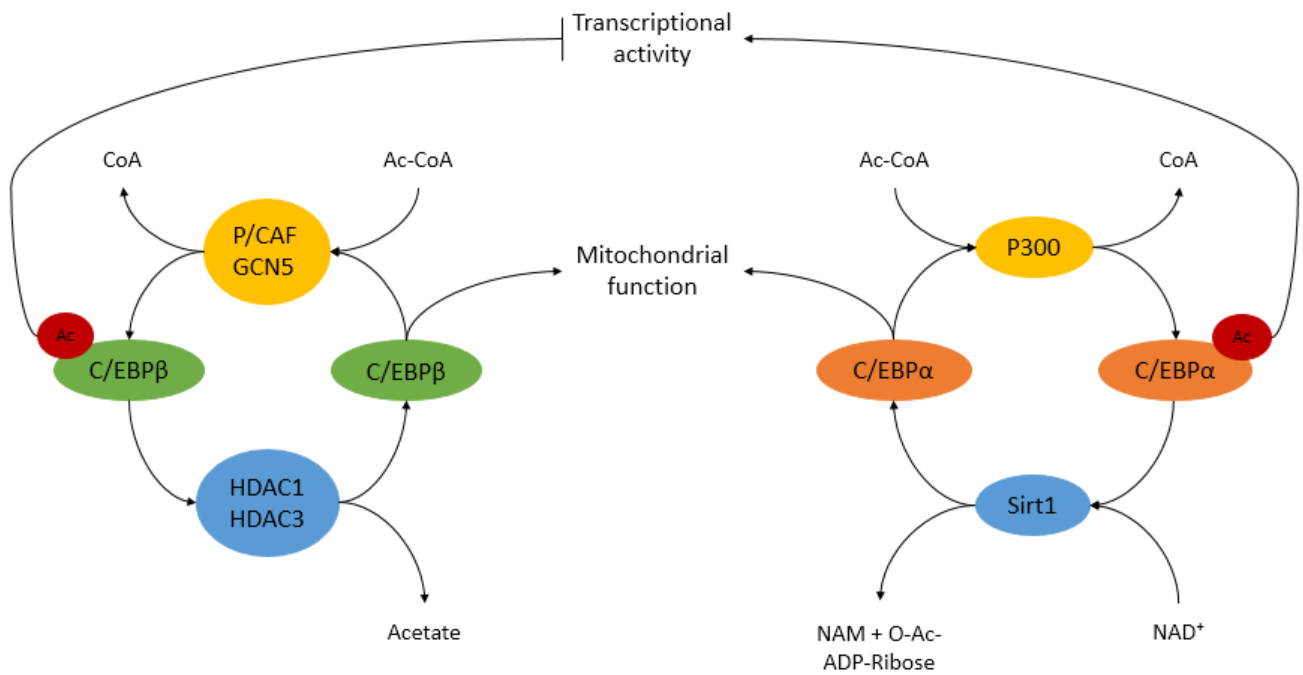 Transcriptional
activity
CoA
Ac-CoA
Ac-CoA
CoA
P/CAF
GCN5
Mitochondrial
function
P300
Ac
C/EBPβ
C/EBPβ
C/EBPα
Ac
C/EBPα
HDAC1
HDAC3
Sirt1
Acetate
NAM + O-Ac-
ADP-Ribose
NAD⁺